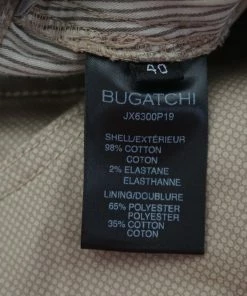 40
BUGATCHI
JX6300P19
SHELL/EXTÉRIEUR
98% COTTON
COTON
2% ELASTANE
ELASTHANNE
LINING/DOUBLURE
65% POLYESTER
POLYESTER
35% COTTON
COTON